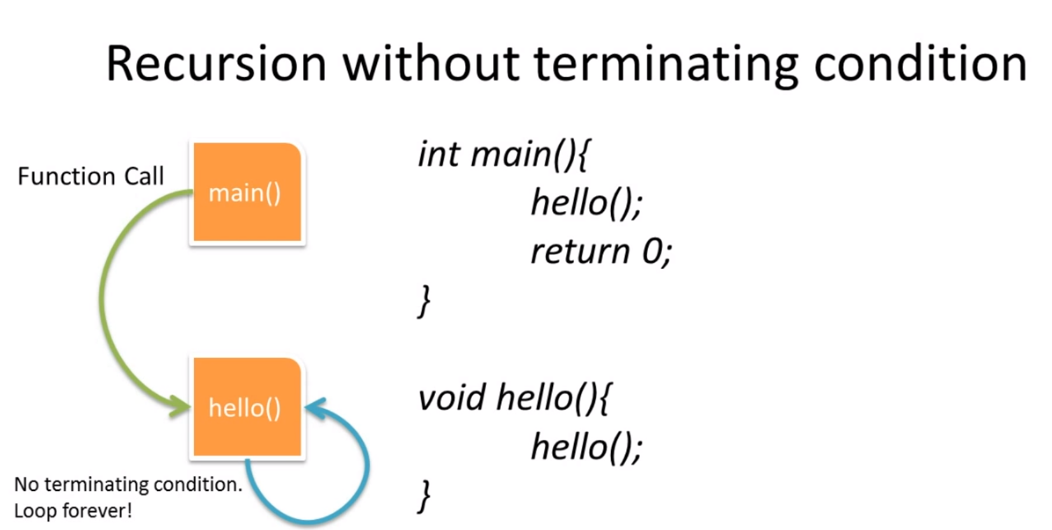 Recursion without terminating condition
Function Call
main()
hello()
No terminating condition.
Loop forever!
int main(){
hello();
return 0;
}
void hello(){
hello();
}